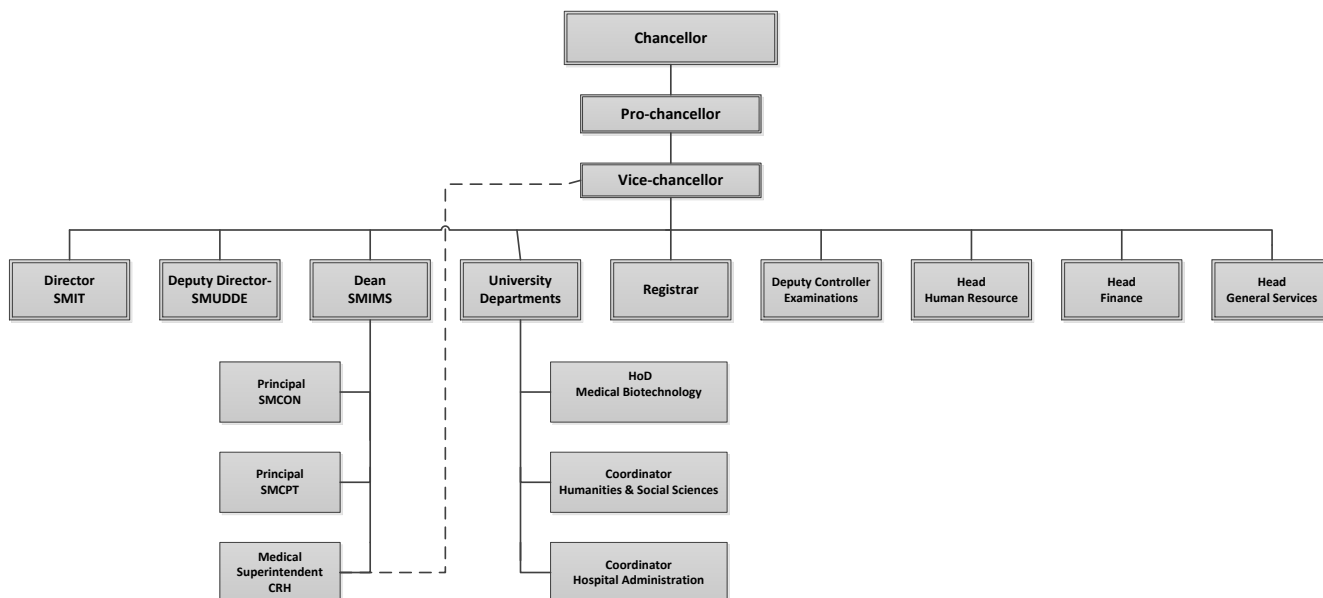 Chancellor
Pro-chancellor
Vice-chancellor
Director
SMIT
Deputy Director-
SMUDDE
Dean
SMIMS
University
Departments
Registrar
Deputy Controller
Examinations
Head
Human Resource
Head
Finance
Head
General Services
Principal
SMCON
HoD
Medical Biotechnology
Principal
SMCPT
Coordinator
Humanities & Social Sciences
Medical
Superintendent
CRH
Coordinator
Hospital Administration